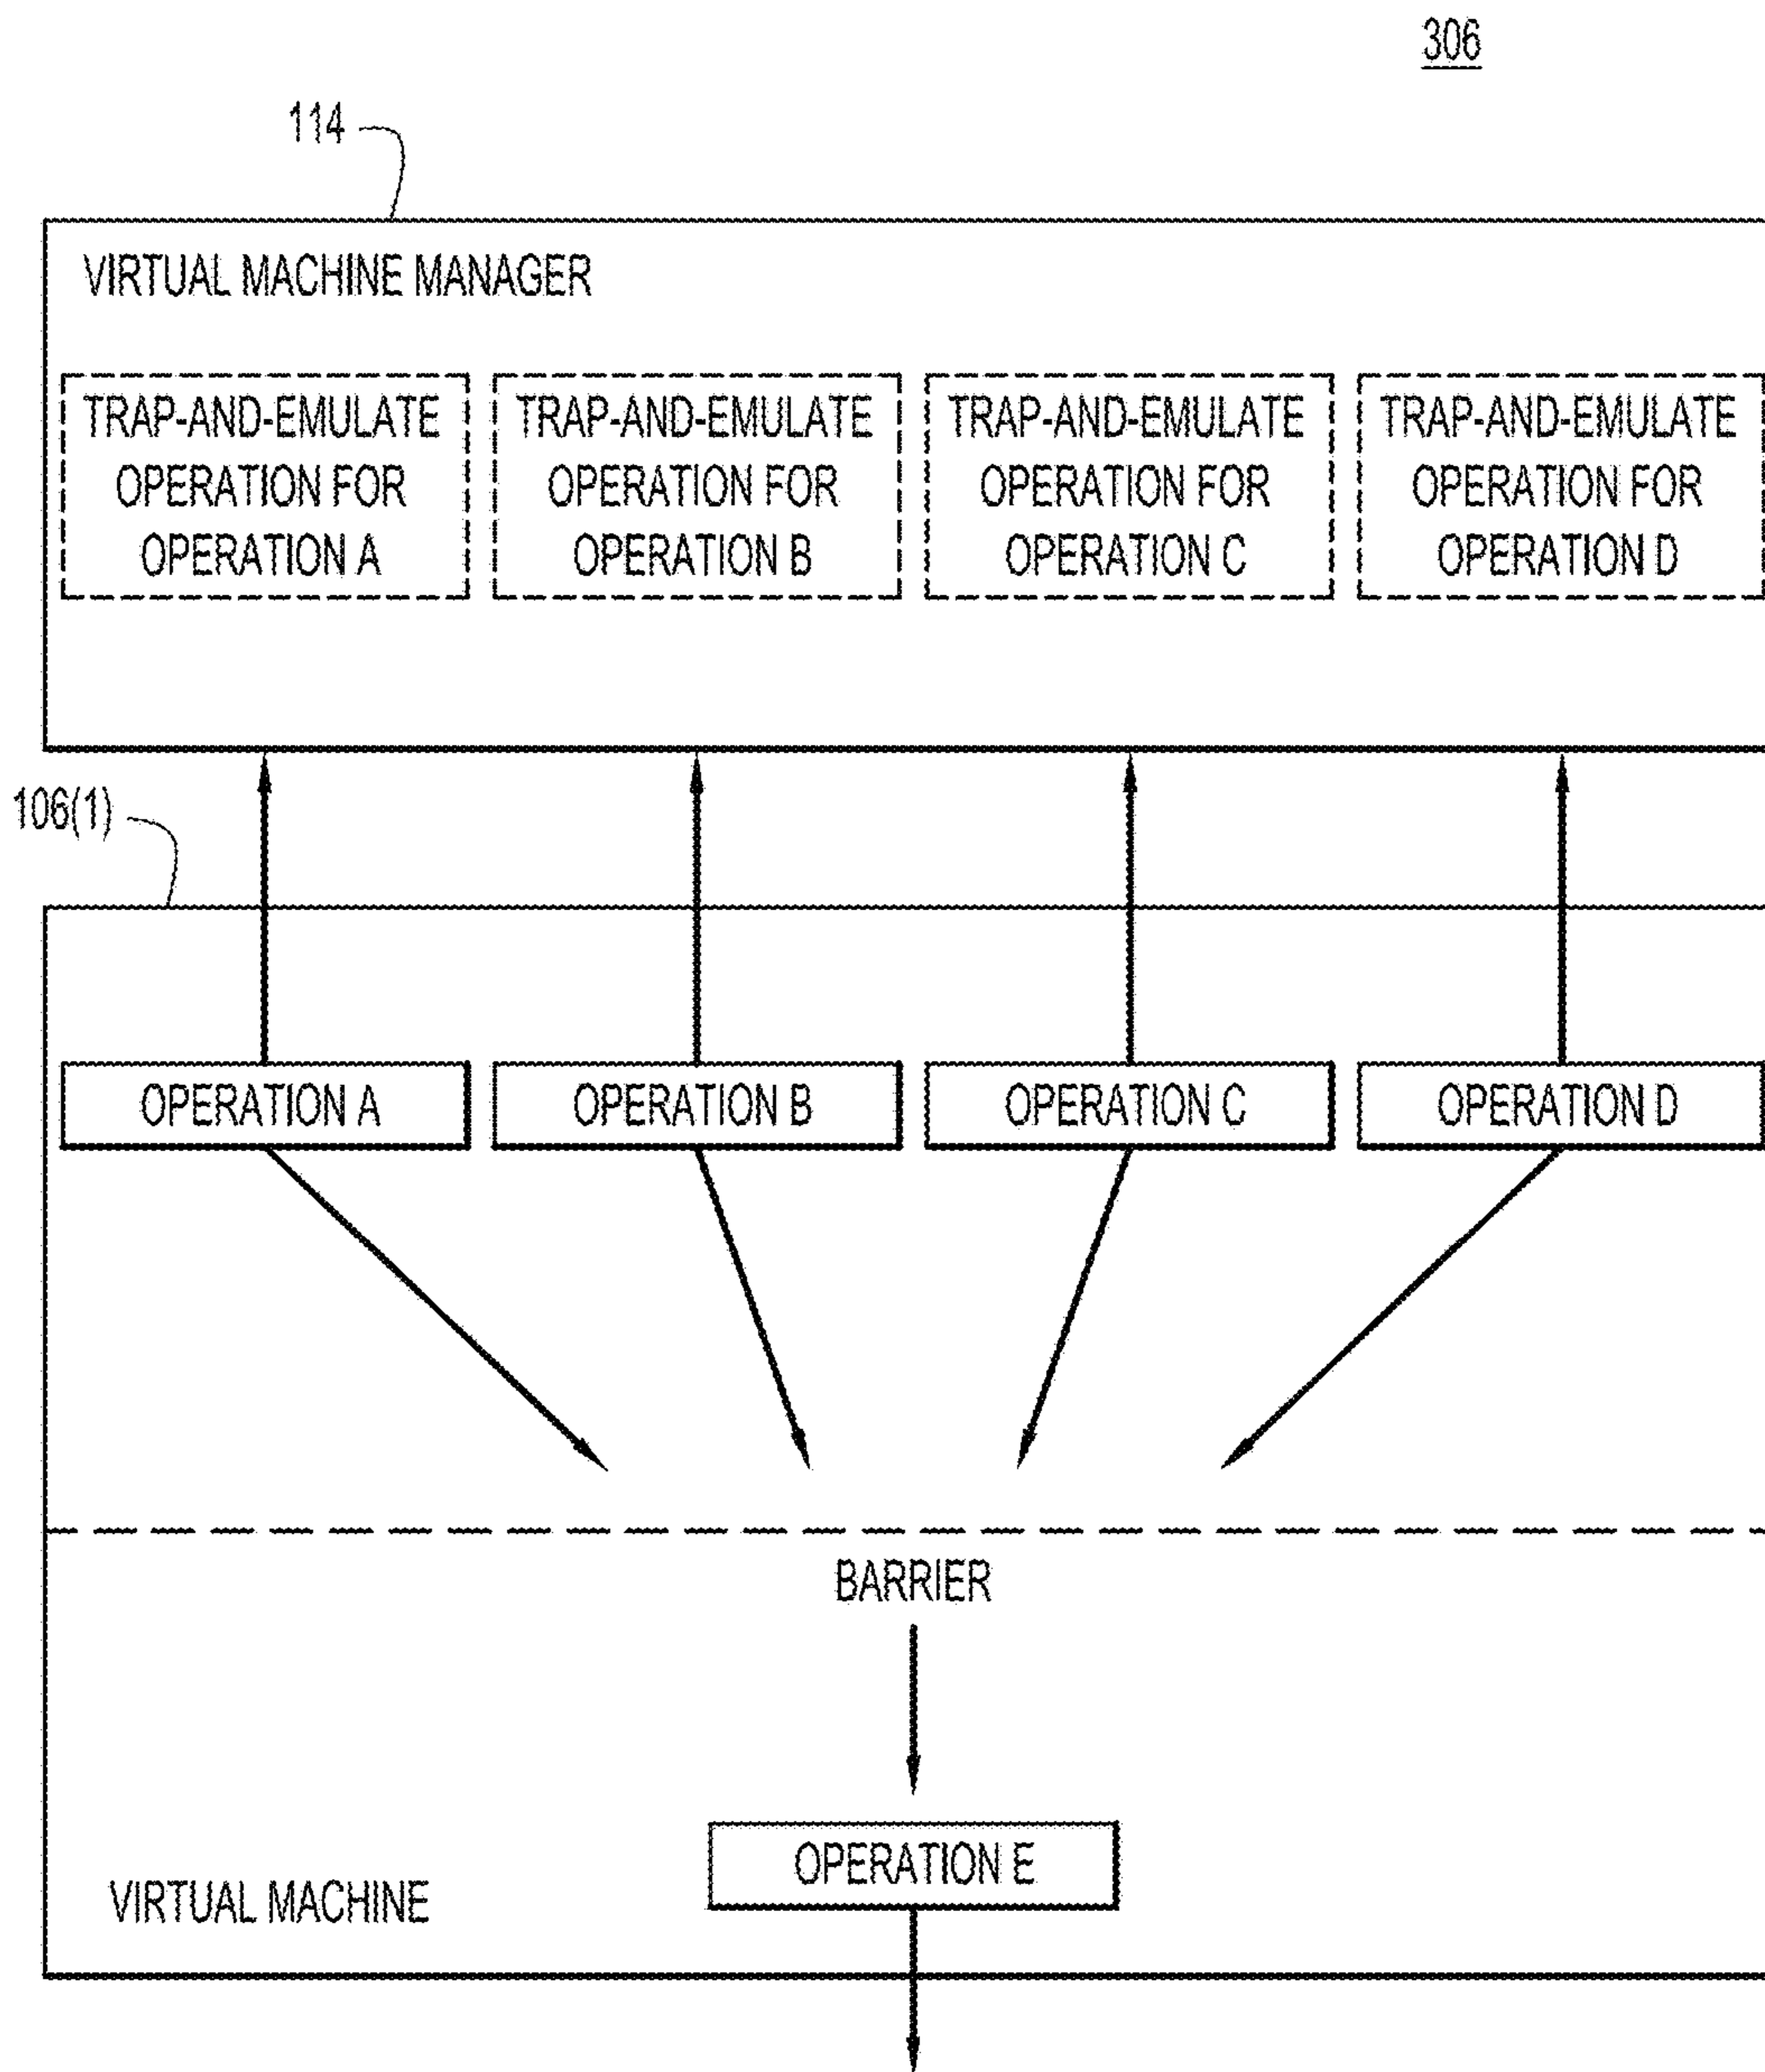 306
114
VIRTUAL MACHINE MANAGER
TRAP-AND-EMULATE
OPERATION FOR
OPERATION A
TRAP-AND-EMULATE
OPERATION FOR
OPERATION B
TRAP-AND-EMULATE
OPERATION FOR
OPERATION C
TRAP-AND-EMULATE
OPERATION FOR
OPERATION D
106(1)
OPERATION A
OPERATION B
OPERATION C
OPERATION D
BARRIER
OPERATION E
VIRTUAL MACHINE